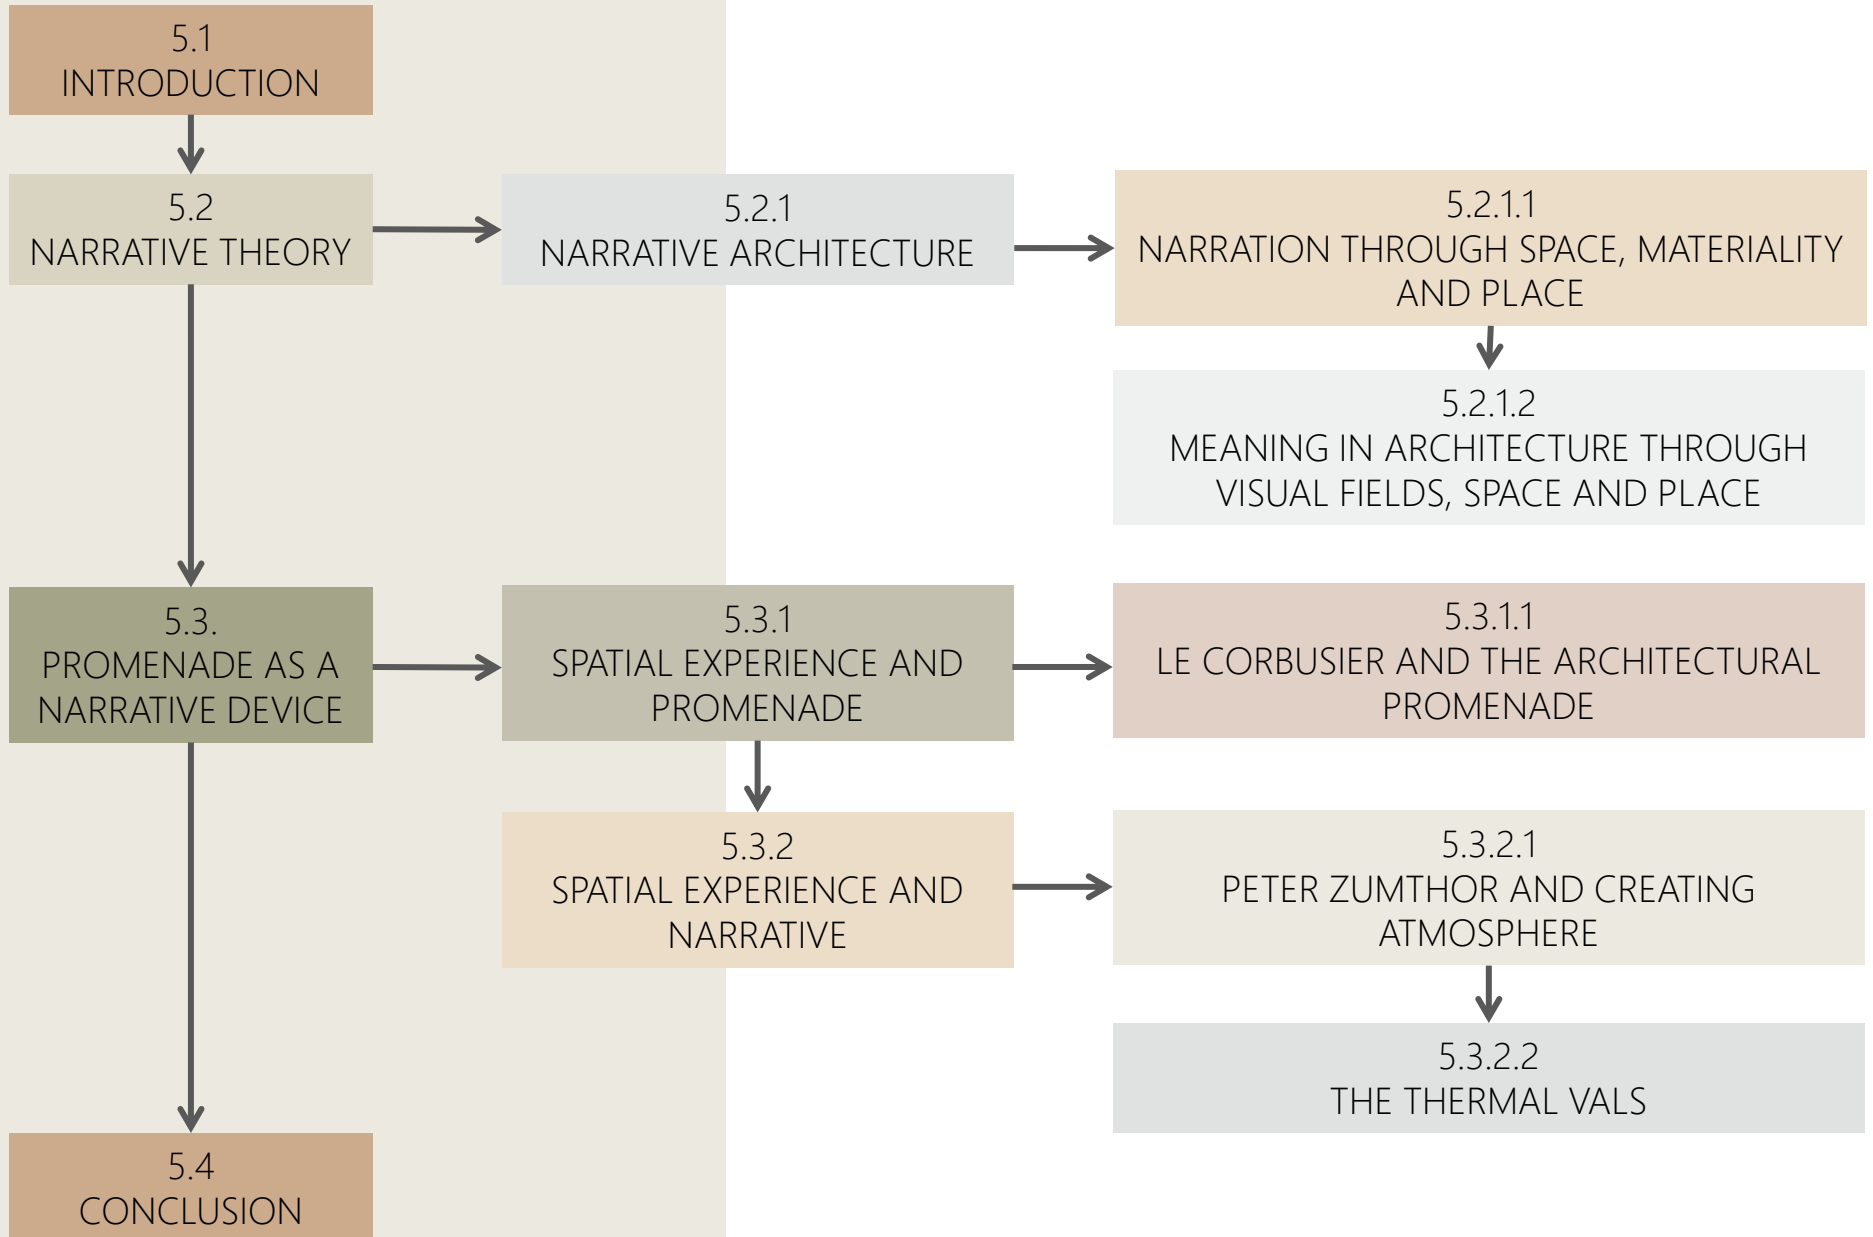 5.1
INTRODUCTION
5.2
NARRATIVE THEORY
5.2.1
NARRATIVE ARCHITECTURE
5.2.1.1
NARRATION THROUGH SPACE, MATERIALITY
AND PLACE
5.2.1.2
MEANING IN ARCHITECTURE THROUGH
VISUAL FIELDS, SPACE AND PLACE
5.3.
PROMENADE AS A
NARRATIVE DEVICE
5.3.1
SPATIAL EXPERIENCE AND
PROMENADE
5.3.1.1
LE CORBUSIER AND THE ARCHITECTURAL
PROMENADE
5.3.2
SPATIAL EXPERIENCE AND
NARRATIVE
5.3.2.1
PETER ZUMTHOR AND CREATING
ATMOSPHERE
5.3.2.2
THE THERMAL VALS
5.4
CONCLUSION